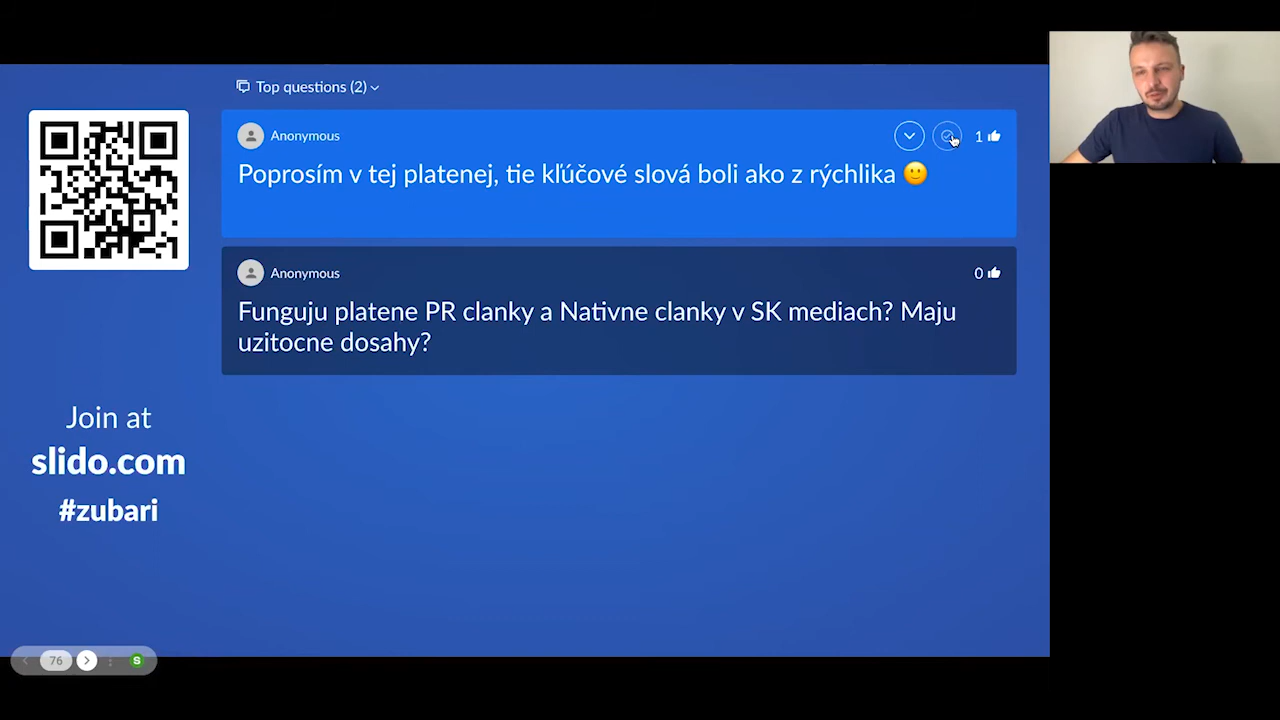 Top questions (2)
Anonymous
1
Poprosím v tej platenej, tie kľúčové slová boli ako z rýchlika 🙂
Anonymous
0
Funguju platene PR clanky a Nativne clanky v SK mediach? Maju
uzitocne dosahy?
Join at
slido.com
#zubari
76
S